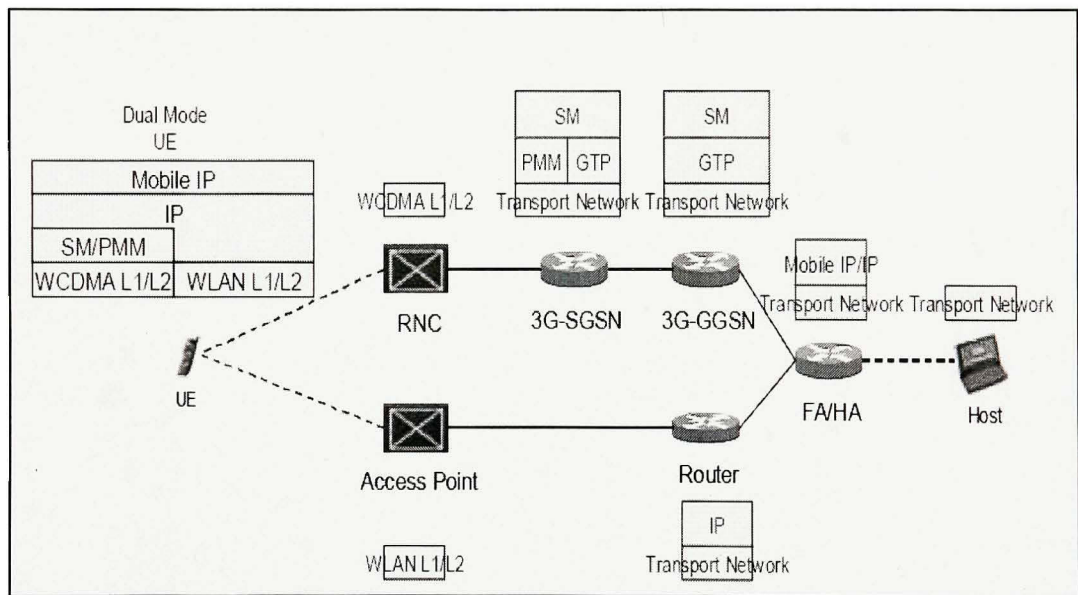 Dual Mode
UE
Mobile IP
IP
SM/PMM
WCDMA L1/L2 WLAN L1/L2
UE
WCDMA L1/L2
RNC
SM
PMM GTP
Transport Network
3G-SGSN
SM
GTP
Transport Network
3G-GGSN
Mobile IP/IP
Transport Network
FA/HA
Transport Network
Host
Access Point
WLAN L1/L2
Router
IP
Transport Network